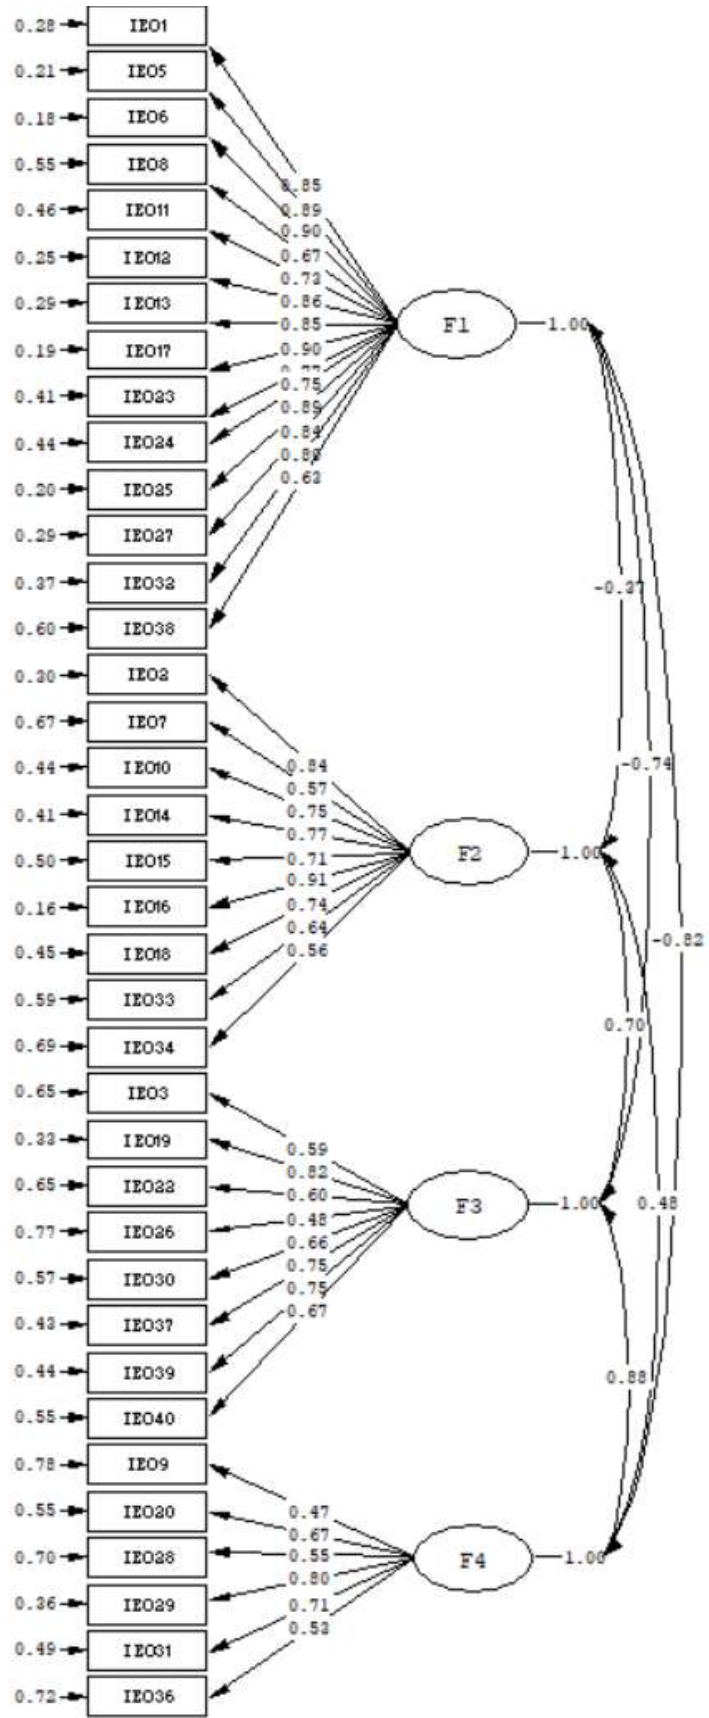 0.28 IEO1
0.21 IEO5
0.18 IEO6
0.55 IEO8
0.46 IEO11
0.25 IEO12
0.29 IEO13
0.19 IEO17
0.41 IEO23
0.44 IEO24
0.20 IEO25
0.29 IEO27
0.37 IEO32
0.60 IEO38
0.30 IEO2
0.67 IEO7
0.44 IEO10
0.41 IEO14
0.50 IEO15
0.16 IEO16
0.45 IEO18
0.59 IEO33
0.69 IEO34
0.65 IEO3
0.33 IEO19
0.65 IEO22
0.77 IEO26
0.57 IEO30
0.43 IEO37
0.44 IEO39
0.55 IEO40
0.78 IEO9
0.55 IEO20
0.70 IEO28
0.36 IEO29
0.49 IEO31
0.72 IEO36
0.85
0.89
0.90
0.67
0.73
0.86
0.85
0.90
0.75
0.89
0.84
0.80
0.63
F1 1.00
0.84
0.57
0.75
0.77
0.71
0.91
0.74
0.64
0.56
F2 1.00
0.59
0.82
0.60
0.48
0.66
0.75
0.75
0.67
F3 1.00
0.47
0.67
0.55
0.80
0.71
0.53
F4 1.00
-0.37
-0.74
-0.82
0.70
0.48
0.88